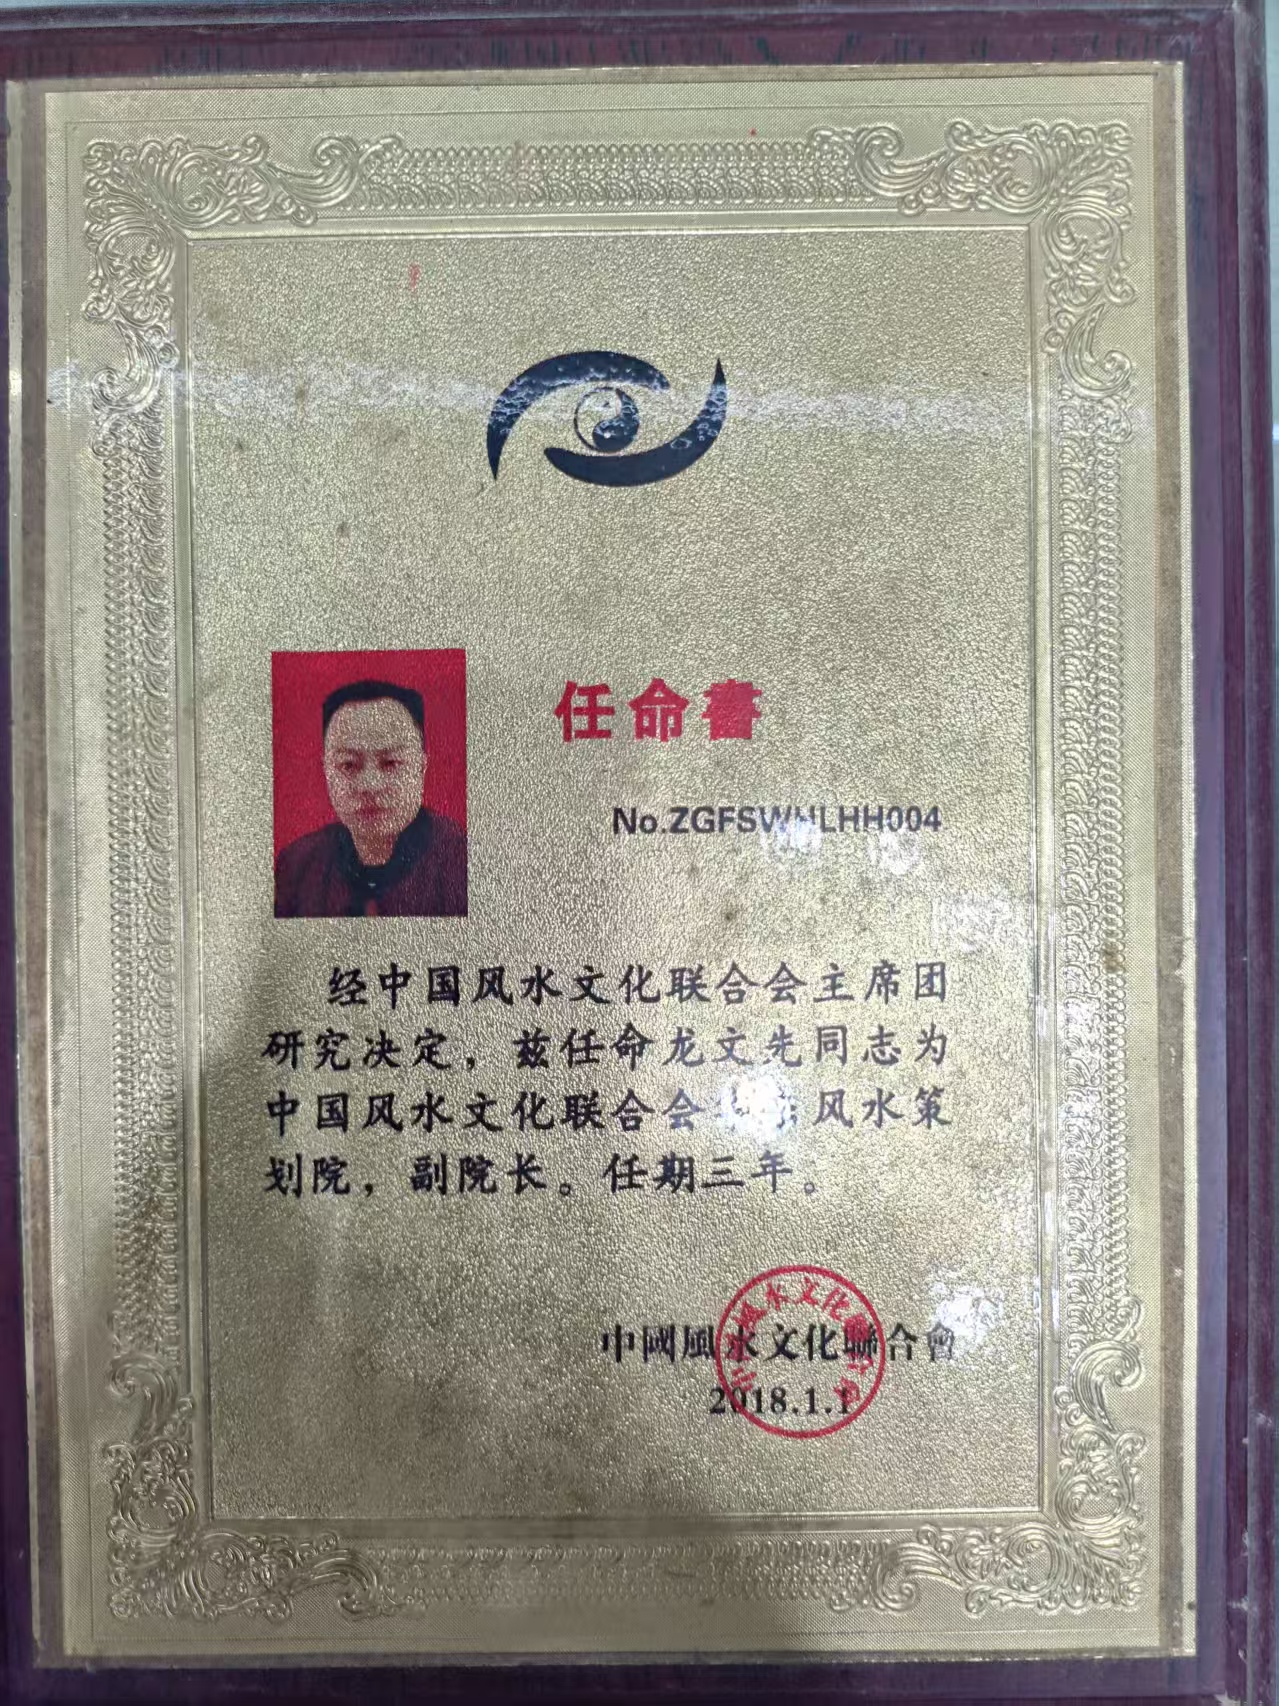 任命書
No.ZGFSWHLHH004
经中国风水文化联合会主席团
研究决定，兹任命龙文先同志为
中国风水文化联合会 风水策
划院，副院长。任期三年。
中國風水文化聯合會
2018.1.1